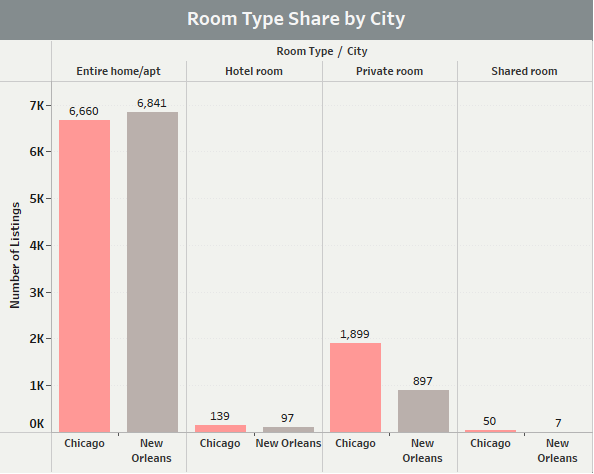 Room Type Share by City
Room Type / City
Entire home/apt Hotel room Private room Shared room
Number of Listings
7K
6K
5K
4K
3K
2K
1K
0K
6,660 6,841
139 97
1,899
897
50 7
Chicago New Orleans Chicago New Orleans Chicago New Orleans Chicago New Orleans